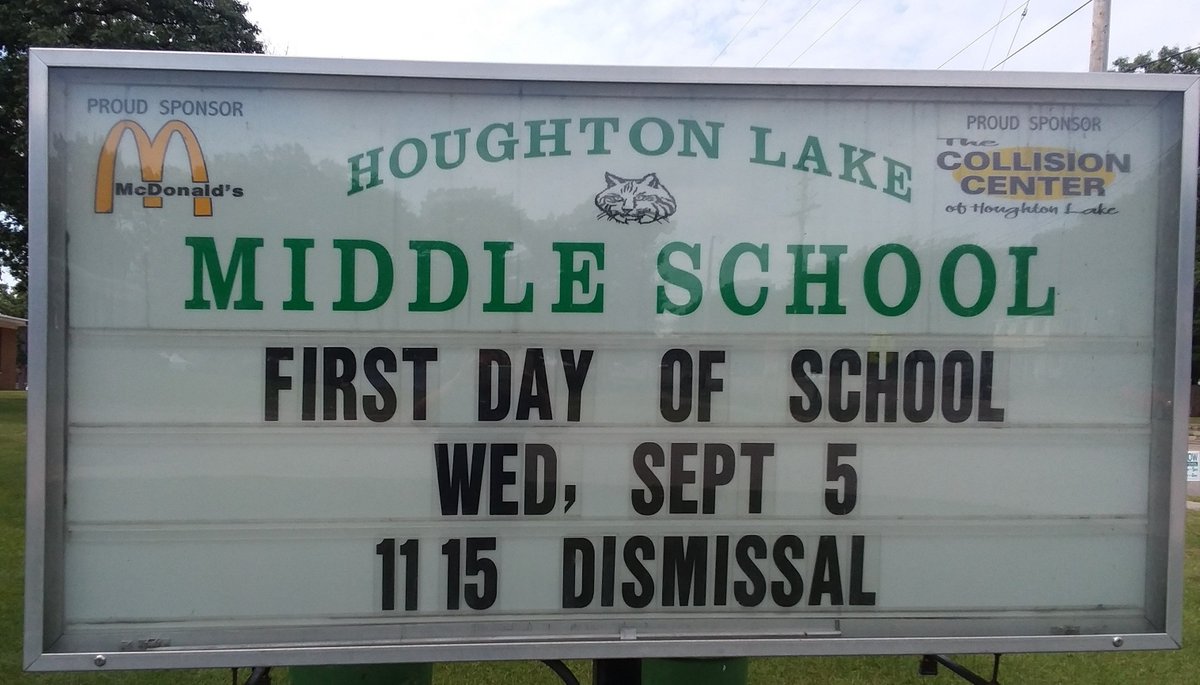 PROUD SPONSOR
McDonald's
PROUD SPONSOR
The
COLLISION
CENTER
of Houghton Lake
HOUGHTON LAKE
MIDDLE SCHOOL
FIRST DAY OF SCHOOL
WED, SEPT 5
11 15 DISMISSAL